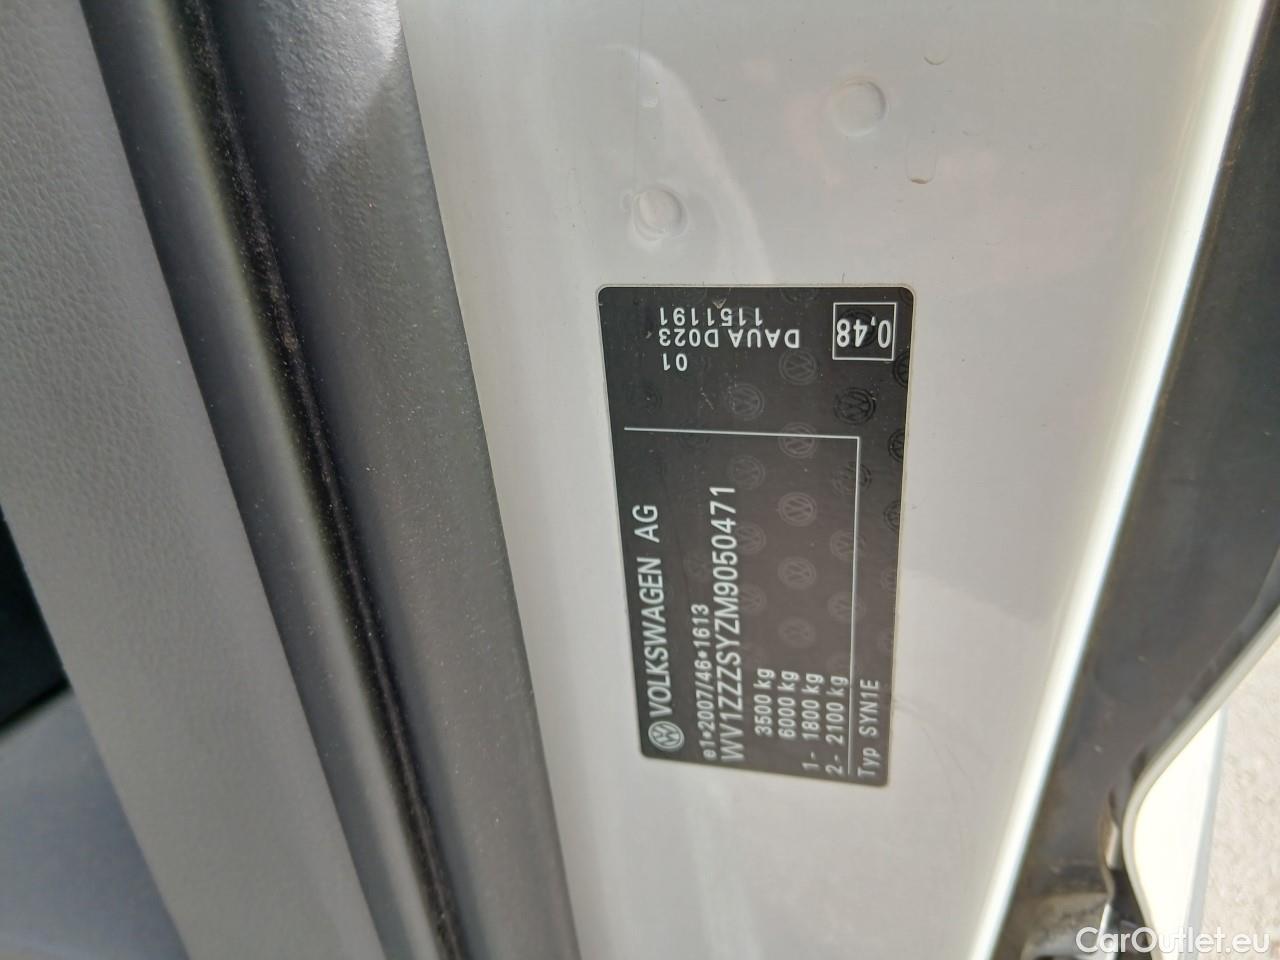 VOLKSWAGEN AG
e1*2007/46*1613
WV1ZZZSYZM9050471
3500 kg
6000 kg
1- 1800 kg
2- 2100 kg
Typ SYN1E
01
DAUA D023
1151191
0,48
CarOutlet.eu